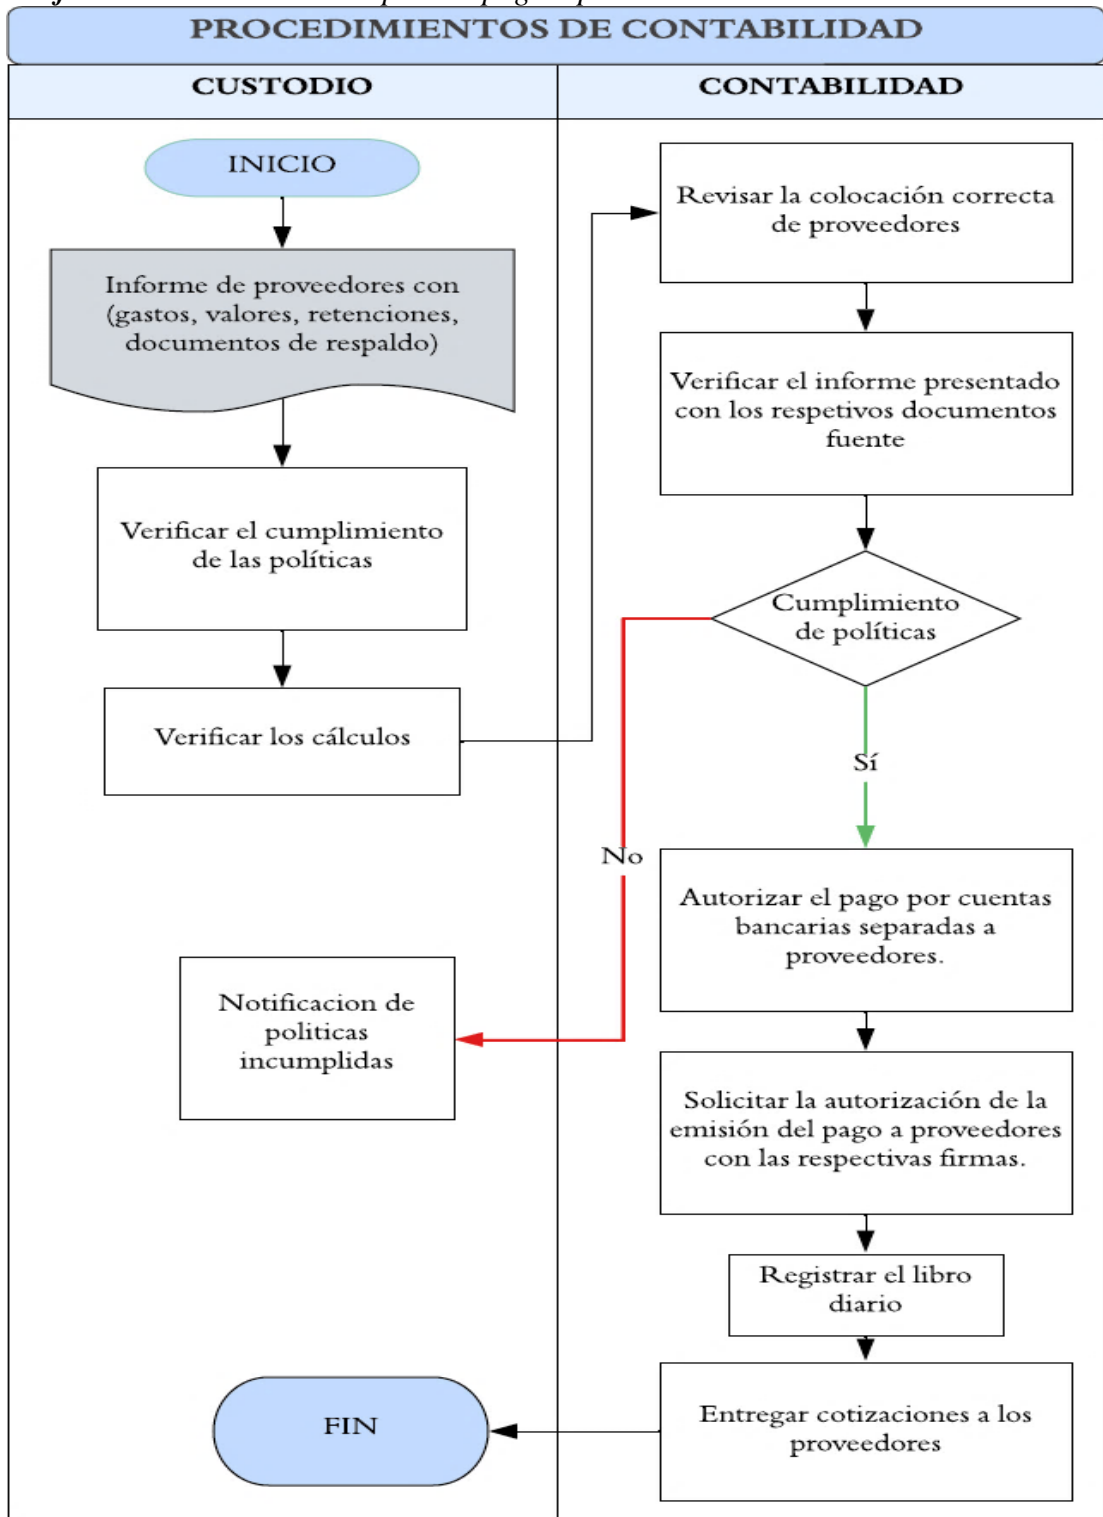 PROCEDIMIENTOS DE CONTABILIDAD
CUSTODIO
CONTABILIDAD
INICIO
Informe de proveedores con
(gastos, valores, retenciones,
documentos de respaldo)
Verificar el cumplimiento
de las políticas
Verificar los cálculos
Revisar la colocación correcta
de proveedores
Verificar el informe presentado
con los respetivos documentos
fuente
Cumplimiento
de políticas
Sí
No
Autorizar el pago por cuentas
bancarias separadas a
proveedores.
Notificacion de
politicas
incumplidas
Solicitar la autorización de la
emisión del pago a proveedores
con las respectivas firmas.
Registrar el libro
diario
Entregar cotizaciones a los
proveedores
FIN